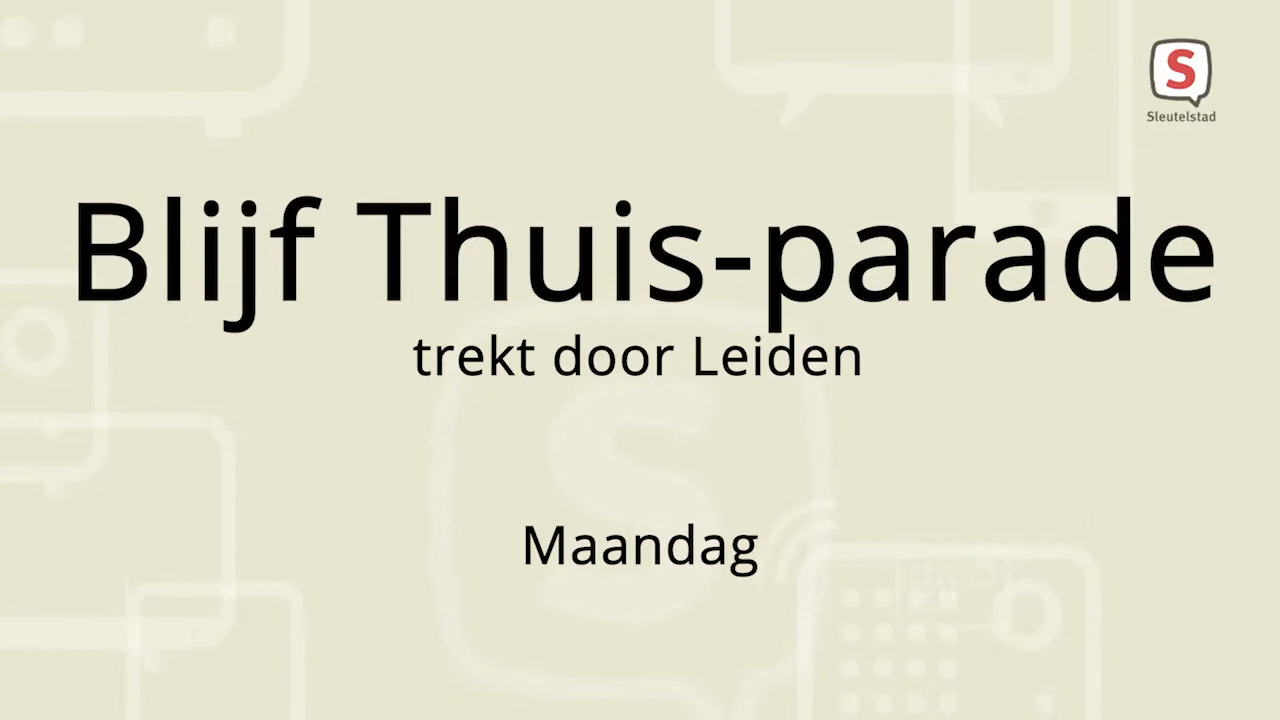 S
Sleutelstad
Blijf Thuis-parade
trekt door Leiden
S
Maandag